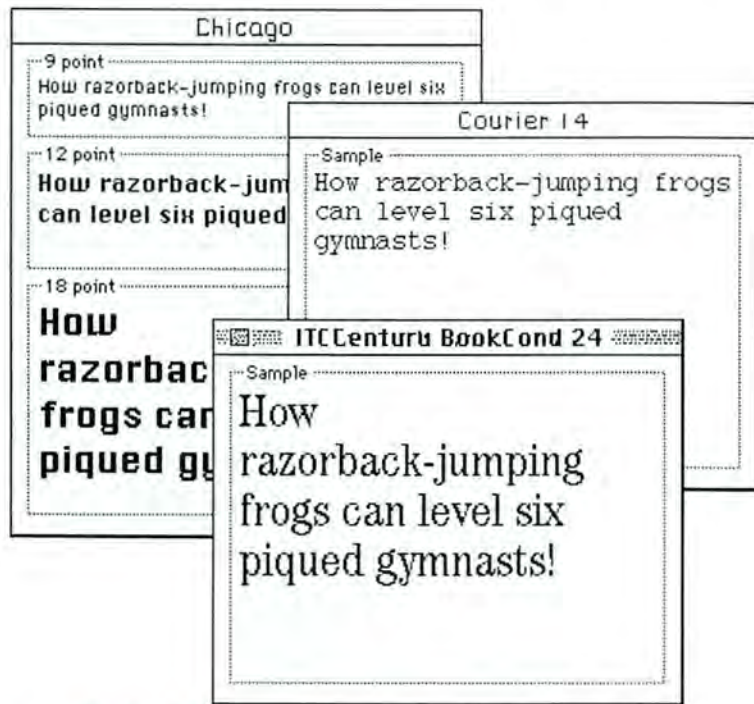 Chicago
9 point
How razorback-jumping frogs can level six
piqued gymnasts!
12 point
How razorback-jum
can level six piqued
18 point
How
razorbac
frogs can
piqued gy
Courier 14
Sample
How razorback-jumping frogs
can level six piqued
gymnasts!
ITCCentury BookCond 24
Sample
How
razorback-jumping
frogs can level six
piqued gymnasts!